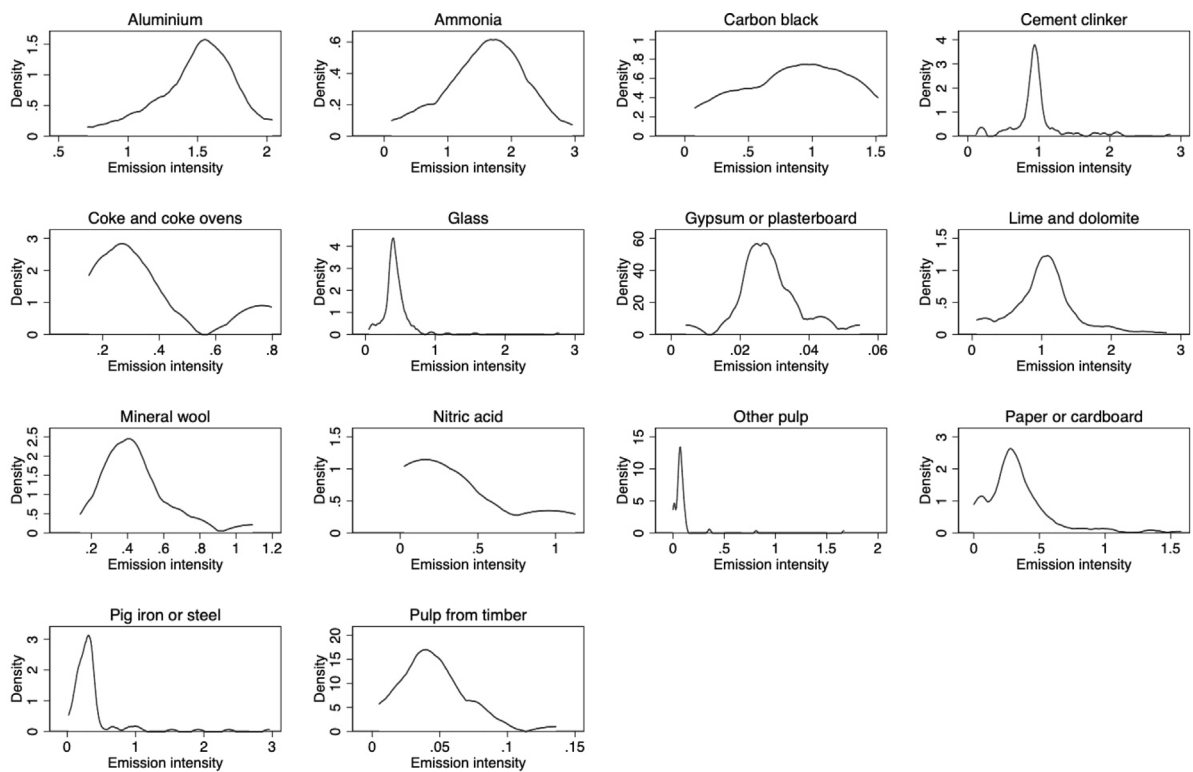 Aluminium
Density
0 .5 1 1.5
.5 1 1.5 2
Emission intensity
Ammonia
Density
0 .2 .4 .6
0 1 2 3
Emission intensity
Carbon black
Density
0 .2 .4 .6 .8 1
0 .5 1 1.5
Emission intensity
Cement clinker
Density
0 1 2 3 4
0 1 2 3
Emission intensity
Coke and coke ovens
Density
0 1 2 3
.2 .4 .6 .8
Emission intensity
Glass
Density
0 1 2 3 4
0 1 2 3
Emission intensity
Gypsum or plasterboard
Density
0 20 40 60
0 .02 .04 .06
Emission intensity
Lime and dolomite
Density
0 .5 1 1.5
0 1 2 3
Emission intensity
Mineral wool
Density
0 .5 1 1.5 2 2.5
.2 .4 .6 .8 1 1.2
Emission intensity
Nitric acid
Density
0 .5 1 1.5
0 .5 1
Emission intensity
Other pulp
Density
0 5 10 15
0 .5 1 1.5 2
Emission intensity
Paper or cardboard
Density
0 1 2 3
0 .5 1 1.5
Emission intensity
Pig iron or steel
Density
0 1 2 3
0 1 2 3
Emission intensity
Pulp from timber
Density
0 5 10 15 20
0 .05 .1 .15
Emission intensity